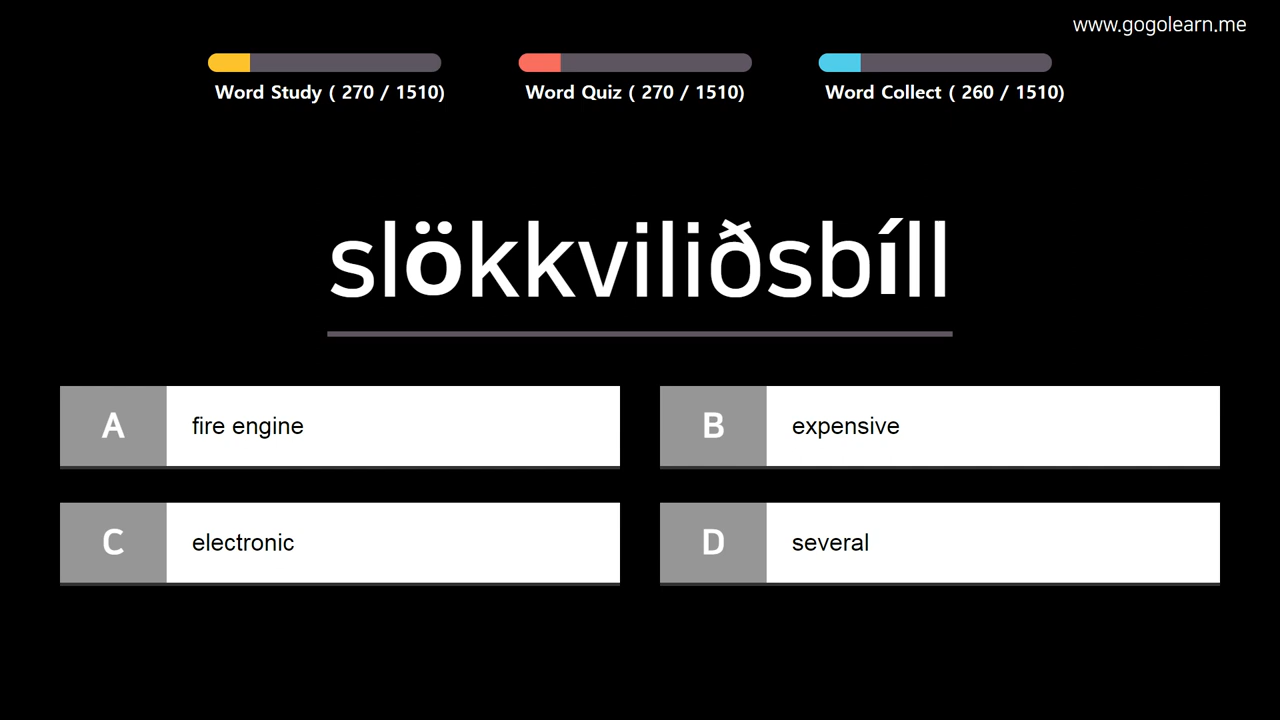 www.gogolearn.me
Word Study ( 270 / 1510)
Word Quiz ( 270 / 1510)
Word Collect ( 260 / 1510)
slökkviliðsbíll
A fire engine
B expensive
C electronic
D several